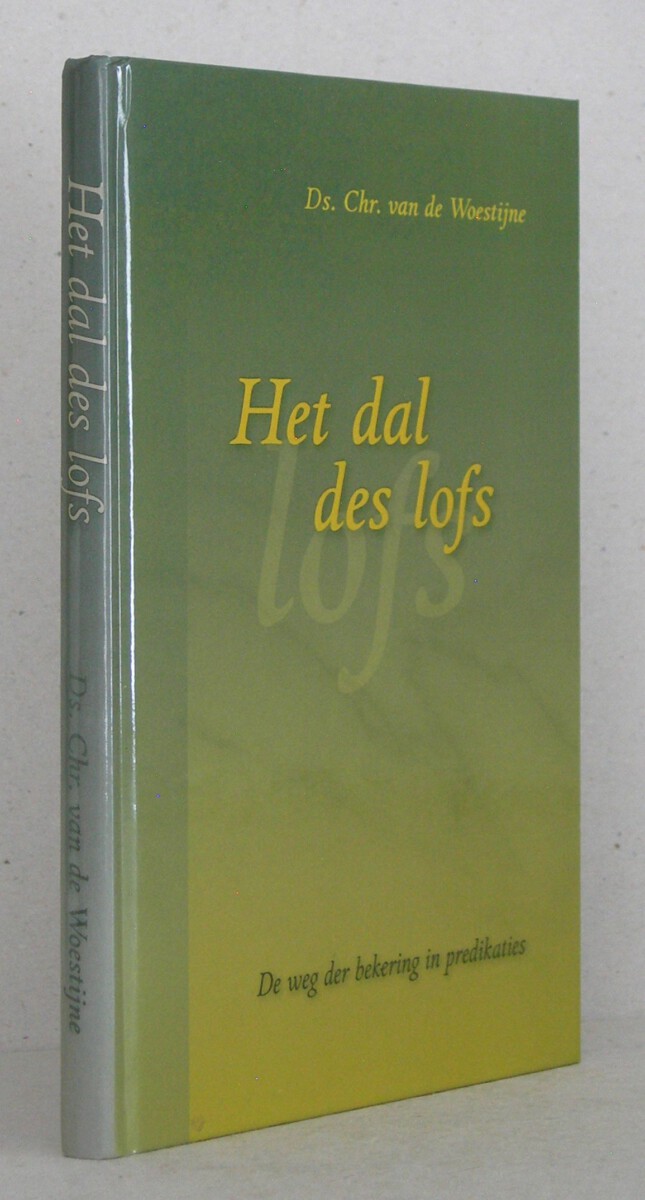 Het dal des lofs
Ds. Chr. van de Woestijne
Ds. Chr. van de Woestijne
Het dal
des lofs
lofs
De weg der bekering in predikaties